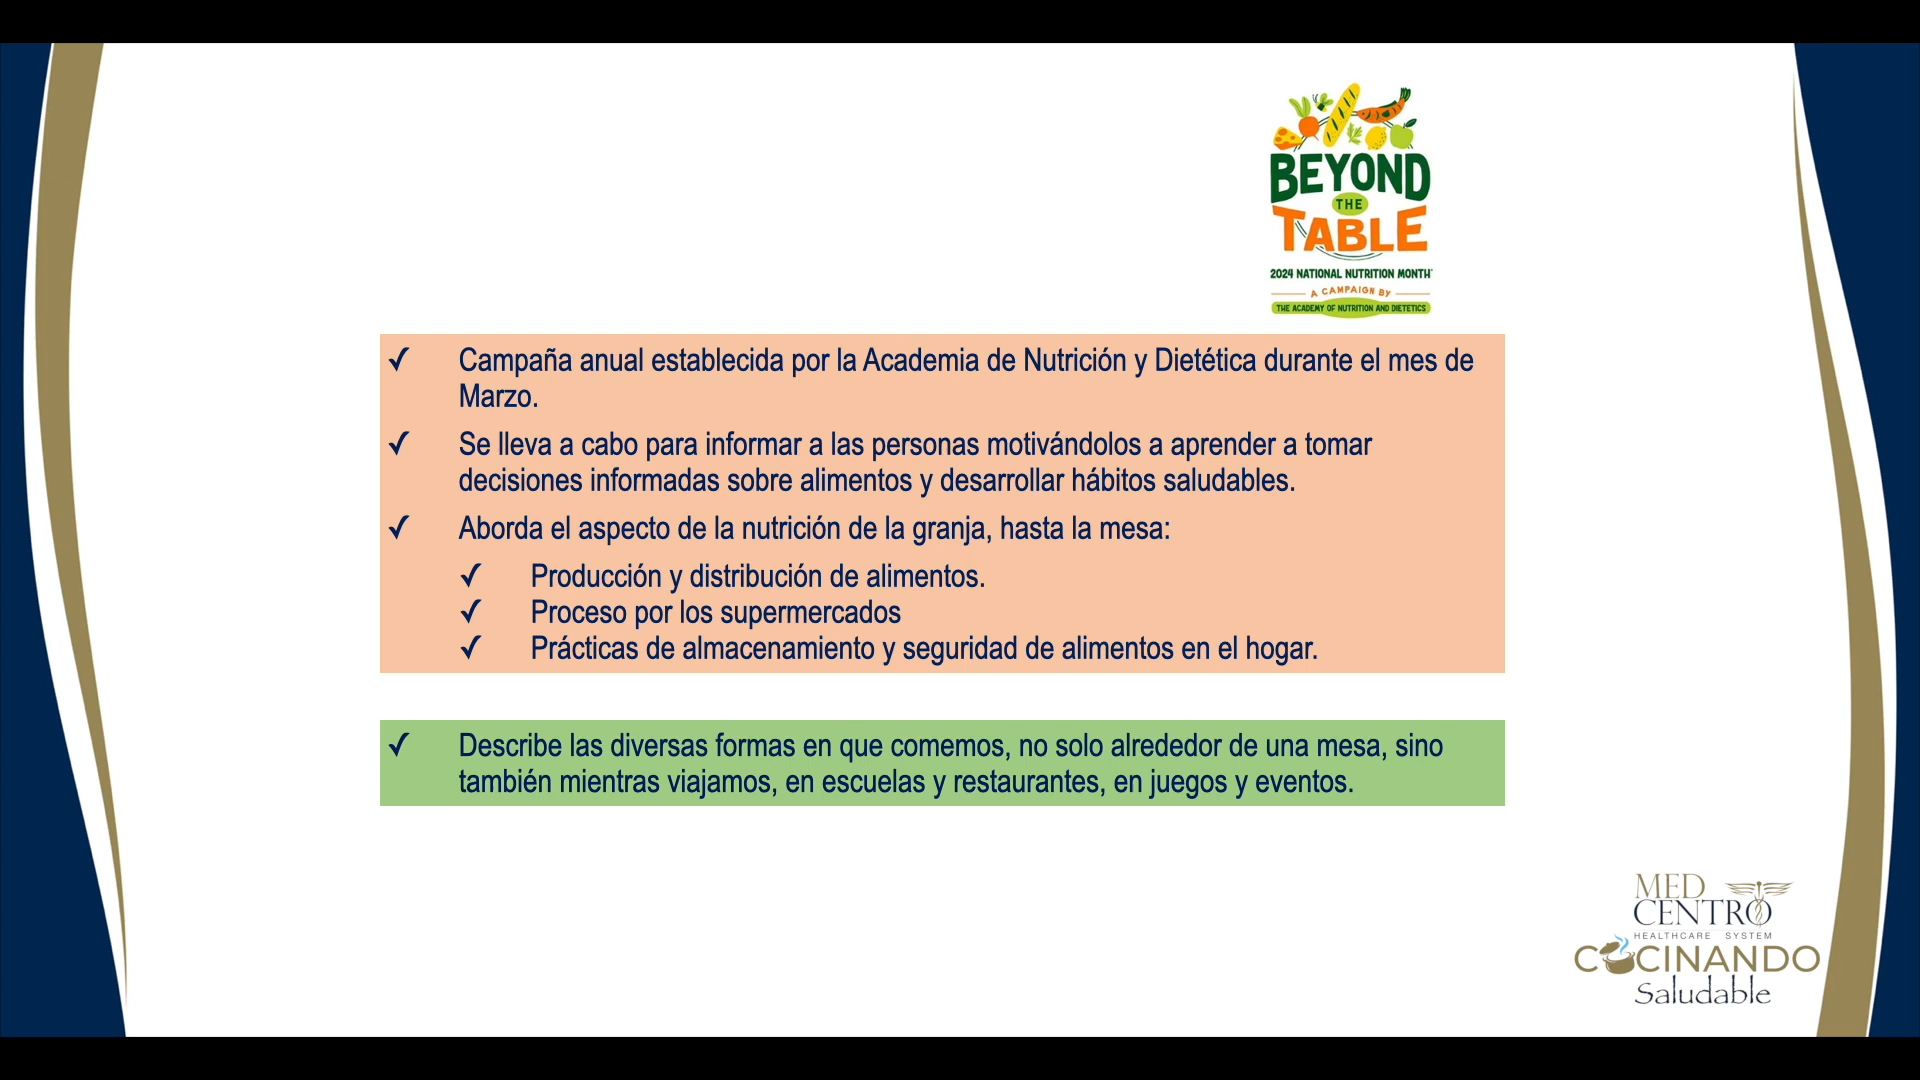 BEYOND
THE
TABLE
2024 NATIONAL NUTRITION MONTH®
A CAMPAIGN BY
THE ACADEMY OF NUTRITION AND DIETETICS
✓ Campaña anual establecida por la Academia de Nutrición y Dietética durante el mes de
Marzo.
✓ Se lleva a cabo para informar a las personas motivándolos a aprender a tomar
decisiones informadas sobre alimentos y desarrollar hábitos saludables.
✓ Aborda el aspecto de la nutrición de la granja, hasta la mesa:
✓ Producción y distribución de alimentos.
✓ Proceso por los supermercados
✓ Prácticas de almacenamiento y seguridad de alimentos en el hogar.
✓ Describe las diversas formas en que comemos, no solo alrededor de una mesa, sino
también mientras viajamos, en escuelas y restaurantes, en juegos y eventos.
MED
CENTRO
HEALTHCARE SYSTEM
COCINANDO
Saludable